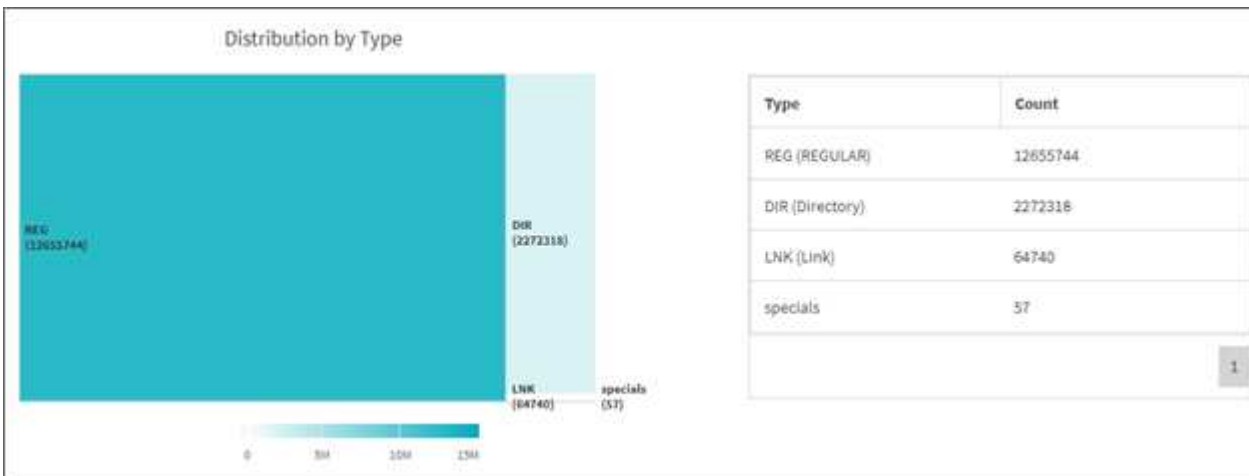 Distribution by Type
REG
(12655744)
DIR
(2272318)
LNK
(64740)
specials
(57)
0 5M 10M 15M
Type Count
REG (REGULAR) 12655744
DIR (Directory) 2272318
LNK (Link) 64740
specials 57
1